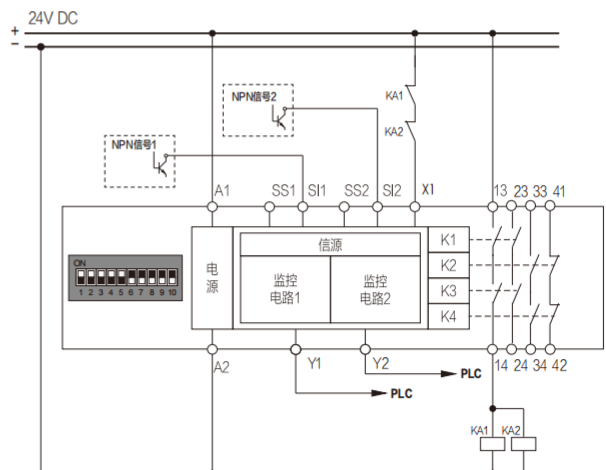 24V DC
+
−
NPN信号2
KA1
KA2
NPN信号1
A1 SS1 SI1 SS2 SI2 X1 13 23 33 41
信源
电源
监控电路1
监控电路2
K1
K2
K3
K4
ON
1 2 3 4 5 6 7 8 9 10
A2 Y1 Y2 14 24 34 42
PLC
PLC
KA1 KA2